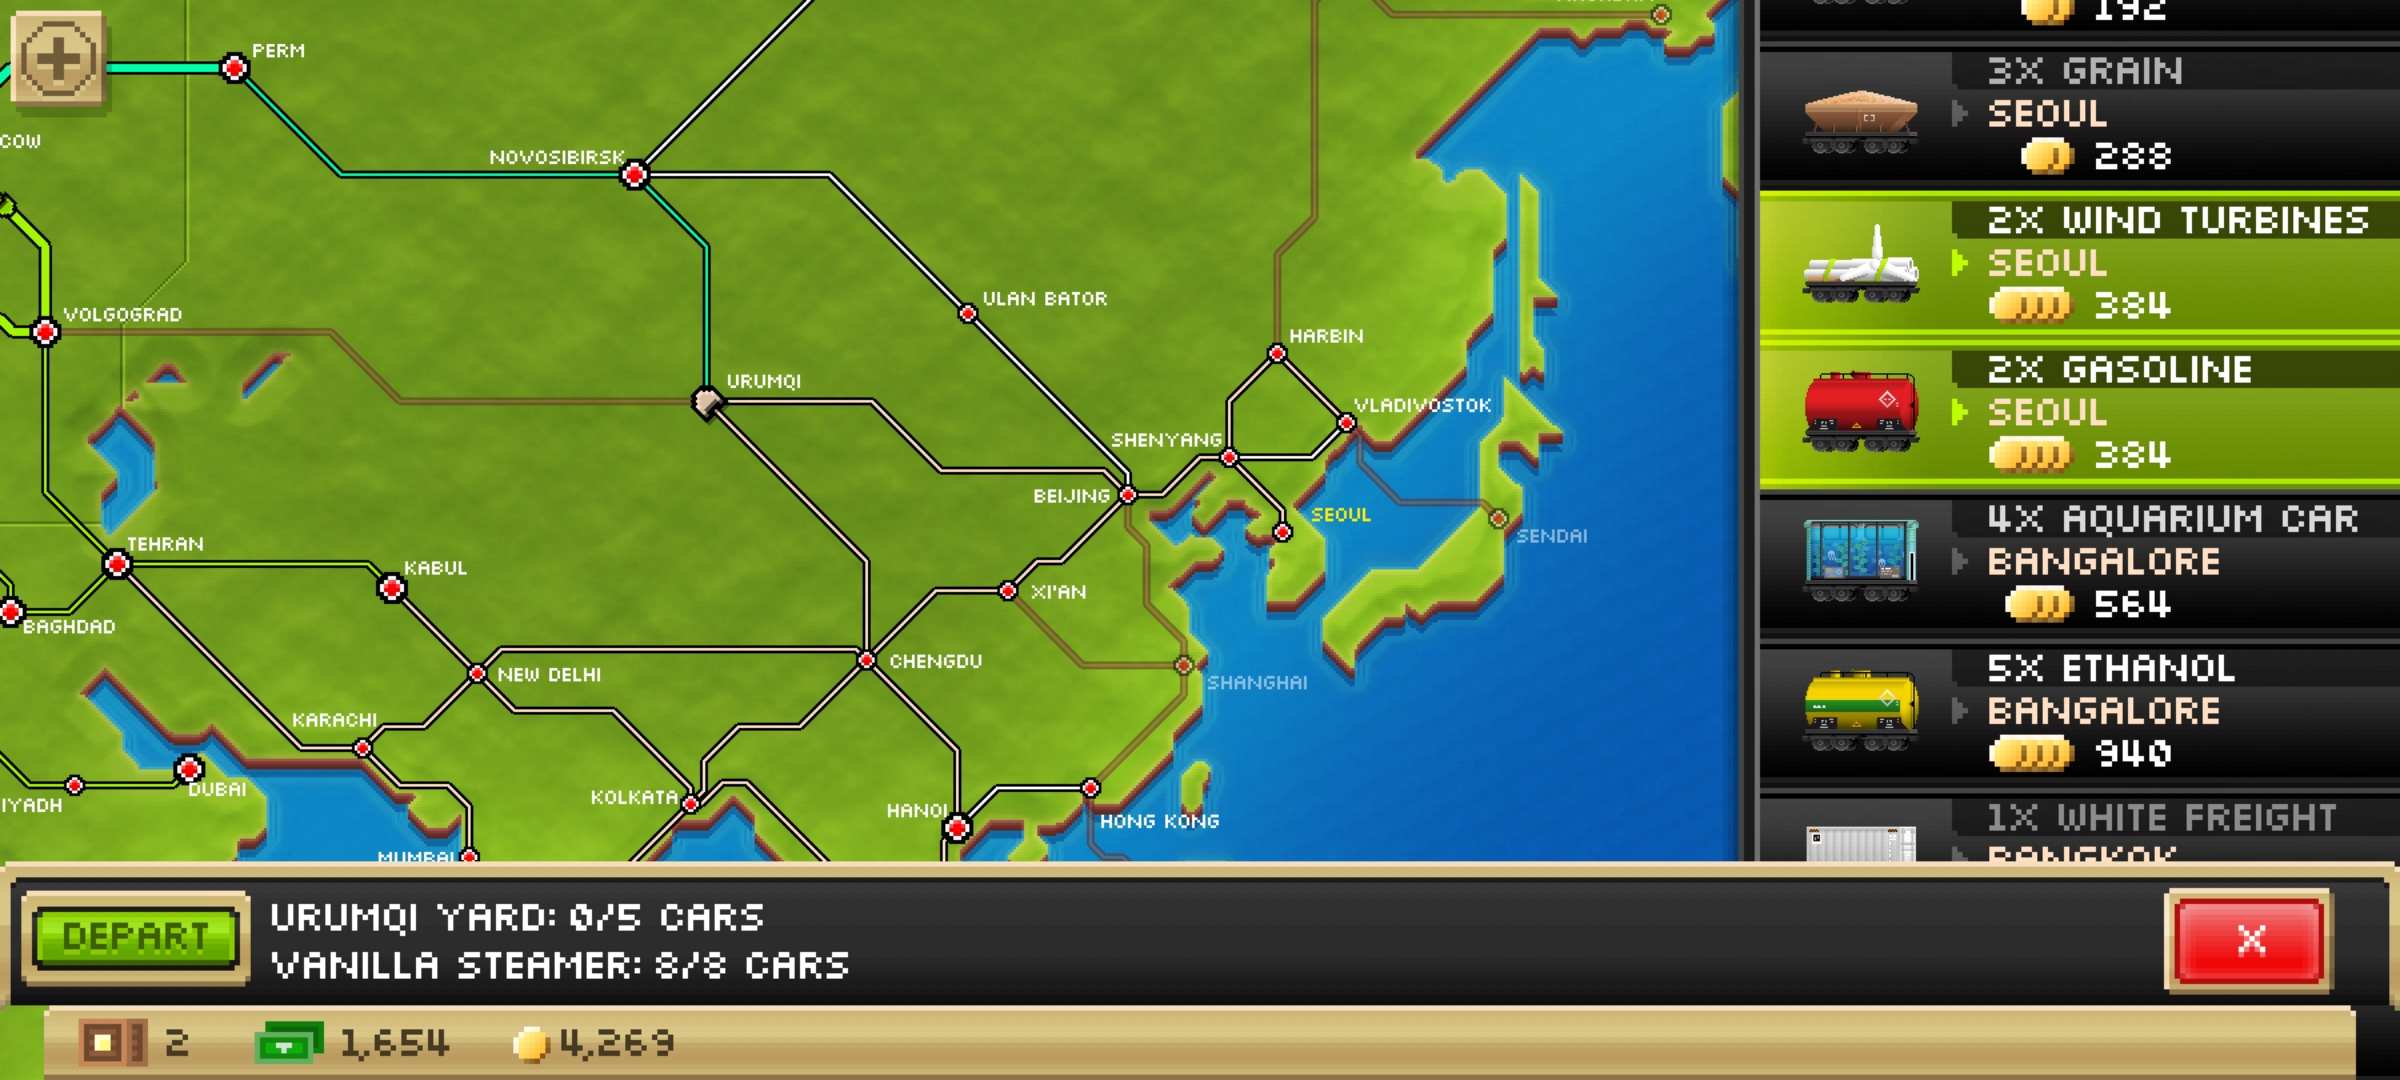 192
PERM
COW
NOVOSIBIRSK
3X GRAIN
SEOUL
288
2X WIND TURBINES
SEOUL
384
ULAN BATOR
VOLGOGRAD
HARBIN
URUMQI
VLADIVOSTOK
SHENYANG
2X GASOLINE
SEOUL
384
BEIJING
SEOUL
SENDAI
TEHRAN
KABUL
XI'AN
BAGHDAD
4X AQUARIUM CAR
BANGALORE
564
NEW DELHI
CHENGDU
SHANGHAI
KARACHI
5X ETHANOL
BANGALORE
940
DUBAI
IYADH
KOLKATA
HANOI
HONG KONG
MUMBAI
1X WHITE FREIGHT
BANGKOK
DEPART
URUMQI YARD: 0/5 CARS
VANILLA STEAMER: 8/8 CARS
X
2
1,654
4,269